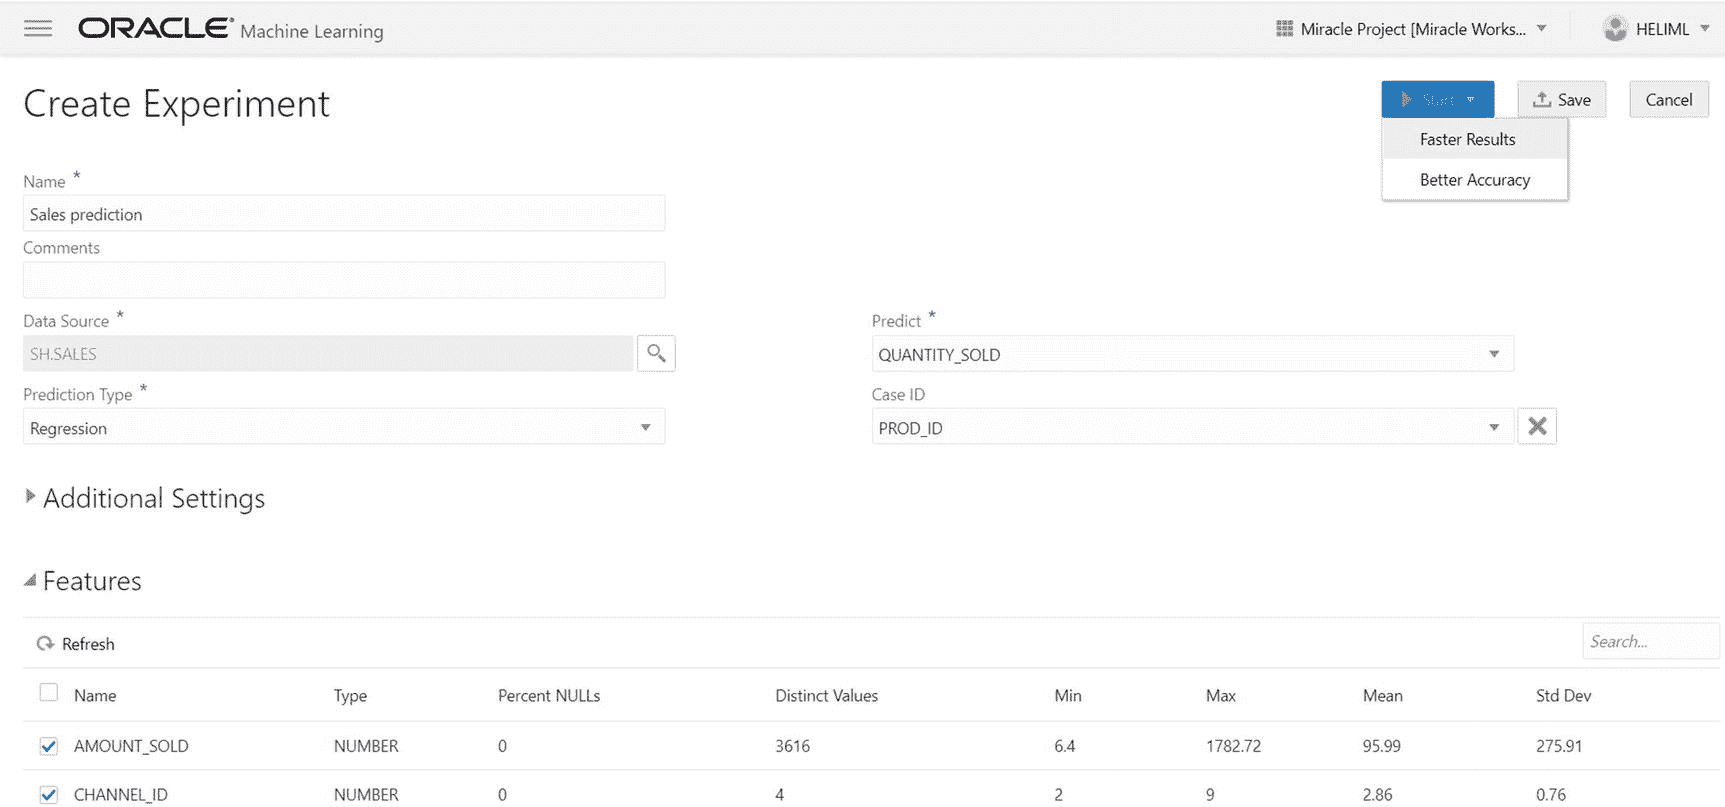 ORACLE® Machine Learning
Miracle Project [Miracle Works...
HELIML
Create Experiment
Save
Cancel
Faster Results
Better Accuracy
Name *
Sales prediction
Comments
Data Source *
SH.SALES
Predict *
QUANTITY_SOLD
Prediction Type *
Regression
Case ID
PROD_ID
Additional Settings
Features
Refresh
Search...
Name Type Percent NULLs Distinct Values Min Max Mean Std Dev
AMOUNT_SOLD NUMBER 0 3616 6.4 1782.72 95.99 275.91
CHANNEL_ID NUMBER 0 4 2 9 2.86 0.76